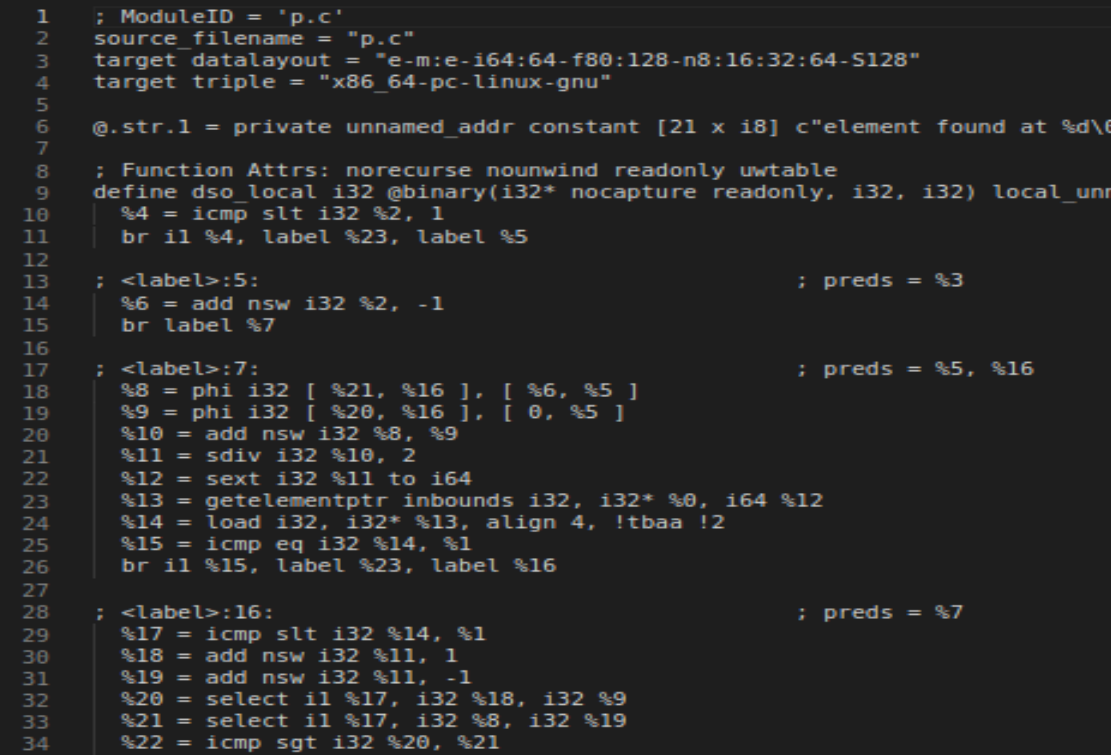 1 ; ModuleID = 'p.c'
2 source_filename = "p.c"
3 target datalayout = "e-m:e-i64:64-f80:128-n8:16:32:64-S128"
4 target triple = "x86_64-pc-linux-gnu"
5
6 @.str.1 = private unnamed_addr constant [21 x i8] c"element found at %d\0
7
8 ; Function Attrs: norecurse nounwind readonly uwtable
9 define dso_local i32 @binary(i32* nocapture readonly, i32, i32) local_unn
10 %4 = icmp slt i32 %2, 1
11 br i1 %4, label %23, label %5
12
13 ; <label>:5: ; preds = %3
14 %6 = add nsw i32 %2, -1
15 br label %7
16
17 ; <label>:7: ; preds = %5, %16
18 %8 = phi i32 [ %21, %16 ], [ %6, %5 ]
19 %9 = phi i32 [ %20, %16 ], [ 0, %5 ]
20 %10 = add nsw i32 %8, %9
21 %11 = sdiv i32 %10, 2
22 %12 = sext i32 %11 to i64
23 %13 = getelementptr inbounds i32, i32* %0, i64 %12
24 %14 = load i32, i32* %13, align 4, !tbaa !2
25 %15 = icmp eq i32 %14, %1
26 br i1 %15, label %23, label %16
27
28 ; <label>:16: ; preds = %7
29 %17 = icmp slt i32 %14, %1
30 %18 = add nsw i32 %11, 1
31 %19 = add nsw i32 %11, -1
32 %20 = select i1 %17, i32 %18, i32 %9
33 %21 = select i1 %17, i32 %8, i32 %19
34 %22 = icmp sgt i32 %20, %21